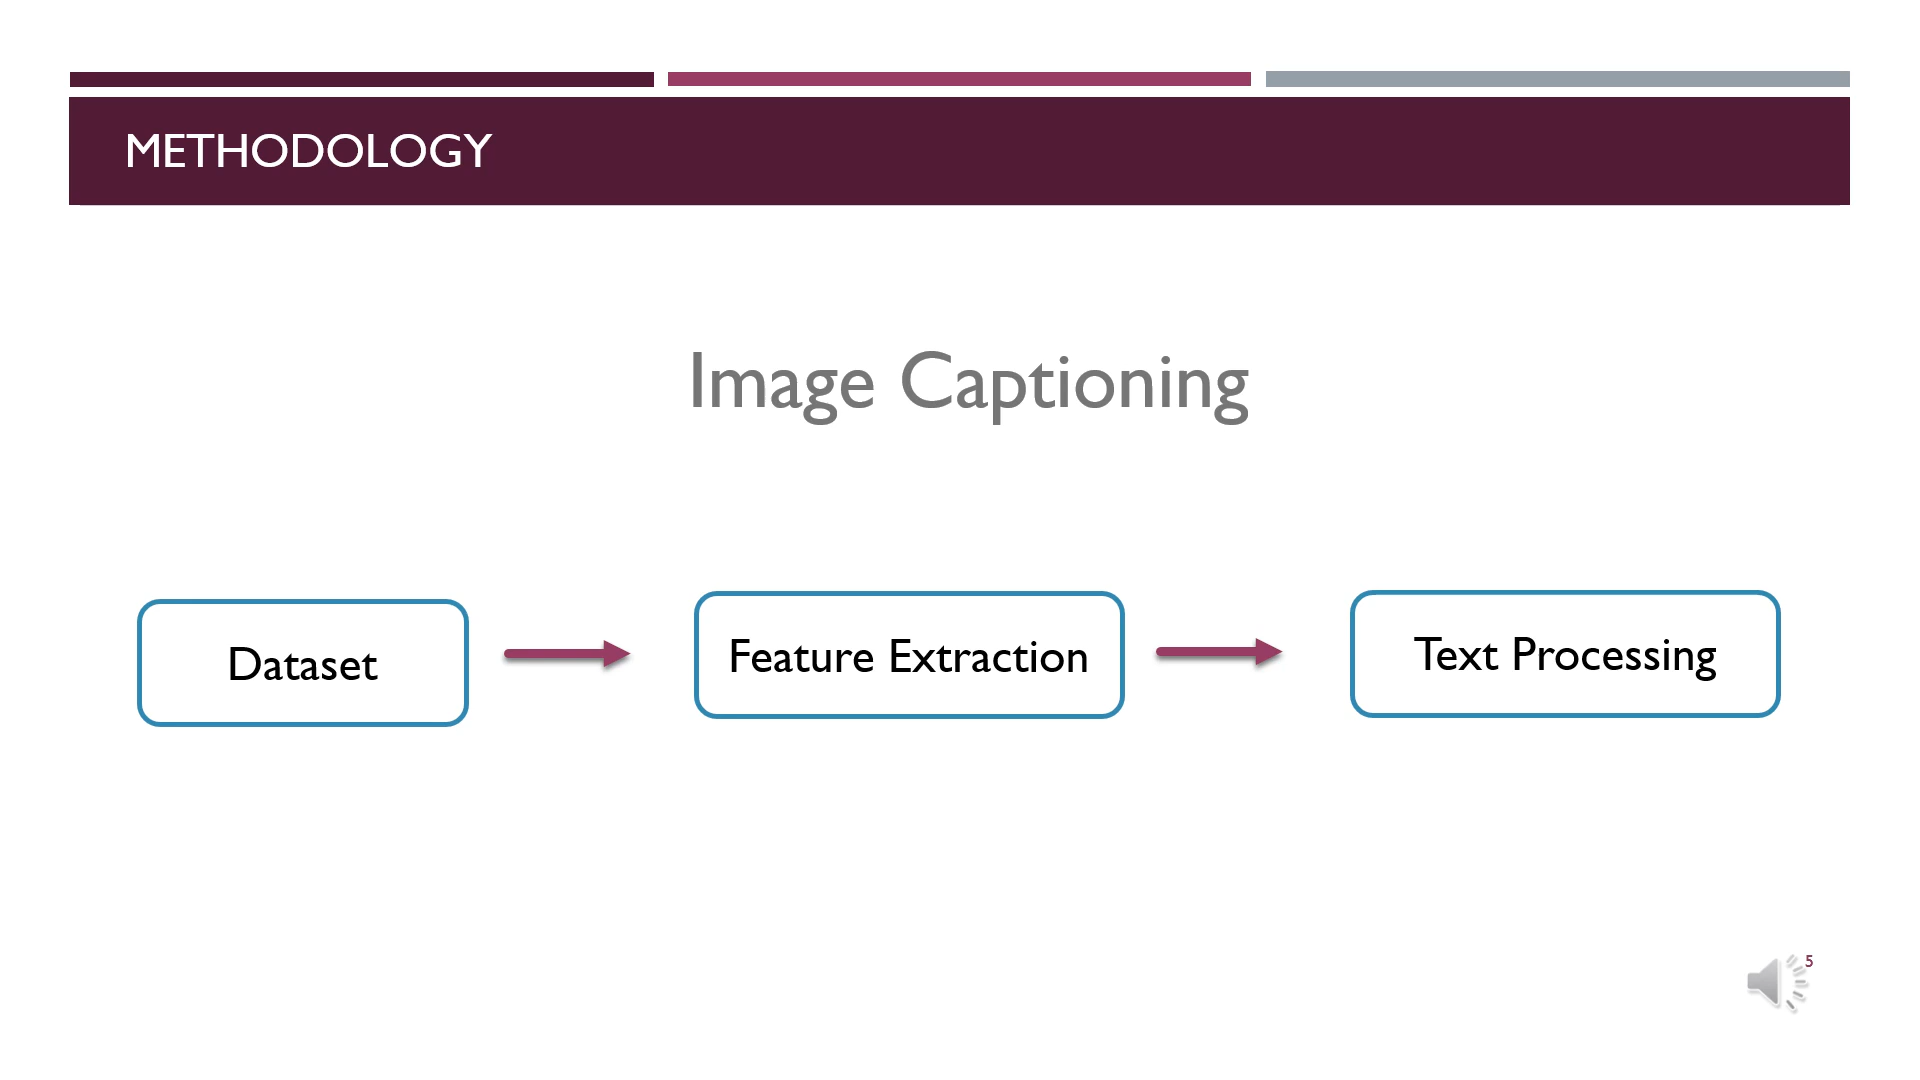 METHODOLOGY
Image Captioning
Dataset
Feature Extraction
Text Processing
5